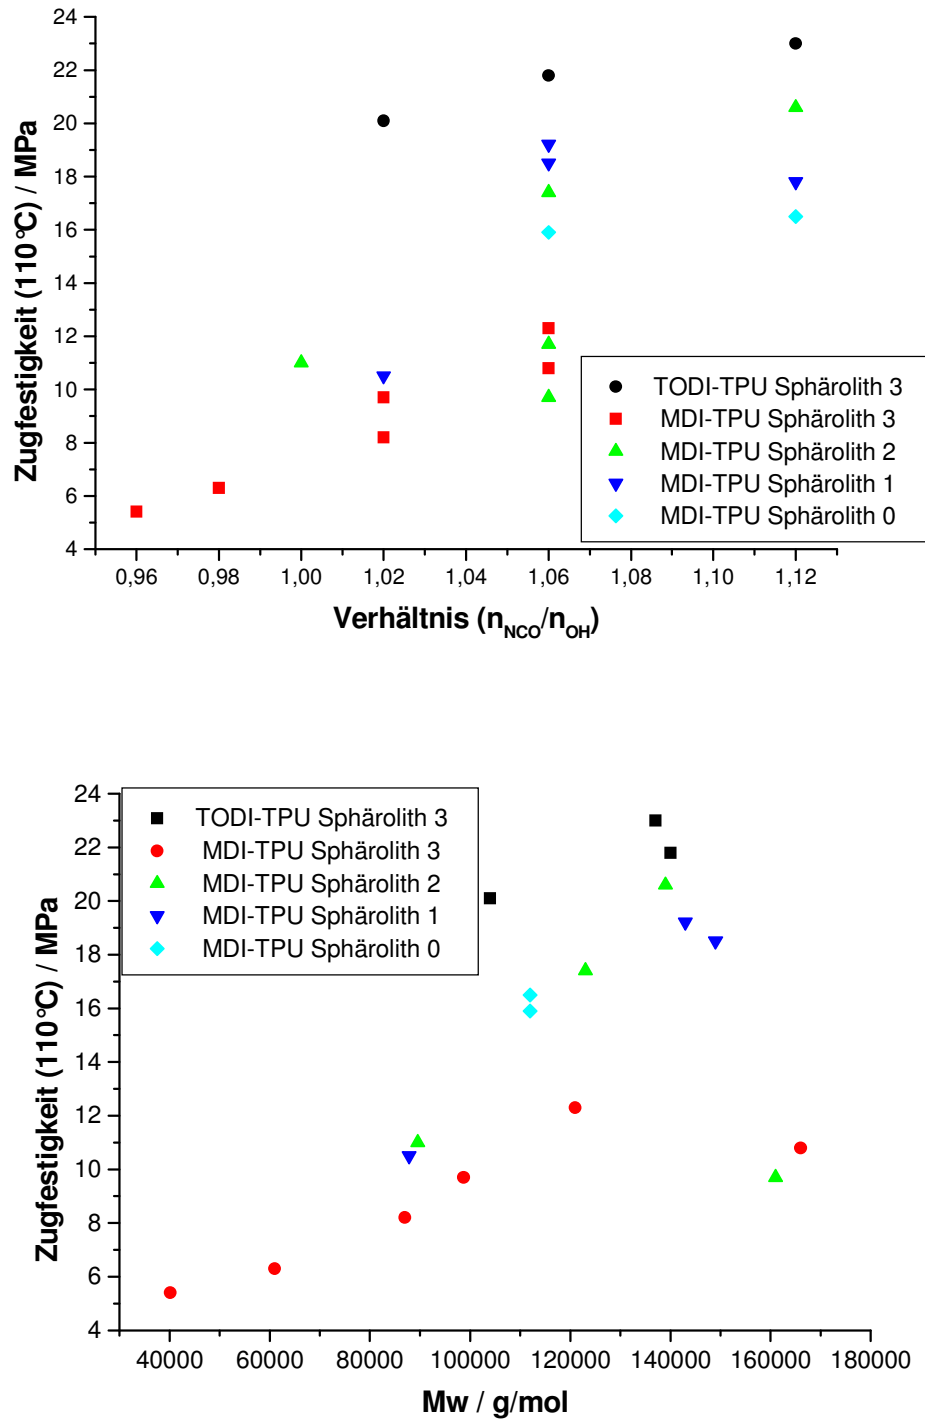 24
22
20
18
16
14
12
10
8
6
4
Zugfestigkeit (110°C) / MPa
TODI-TPU Sphärolith 3
MDI-TPU Sphärolith 3
MDI-TPU Sphärolith 2
MDI-TPU Sphärolith 1
MDI-TPU Sphärolith 0
0,96 0,98 1,00 1,02 1,04 1,06 1,08 1,10 1,12
Verhältnis (nNCO/nOH)
24
22
20
18
16
14
12
10
8
6
4
Zugfestigkeit (110°C) / MPa
TODI-TPU Sphärolith 3
MDI-TPU Sphärolith 3
MDI-TPU Sphärolith 2
MDI-TPU Sphärolith 1
MDI-TPU Sphärolith 0
40000 60000 80000 100000 120000 140000 160000 180000
Mw / g/mol